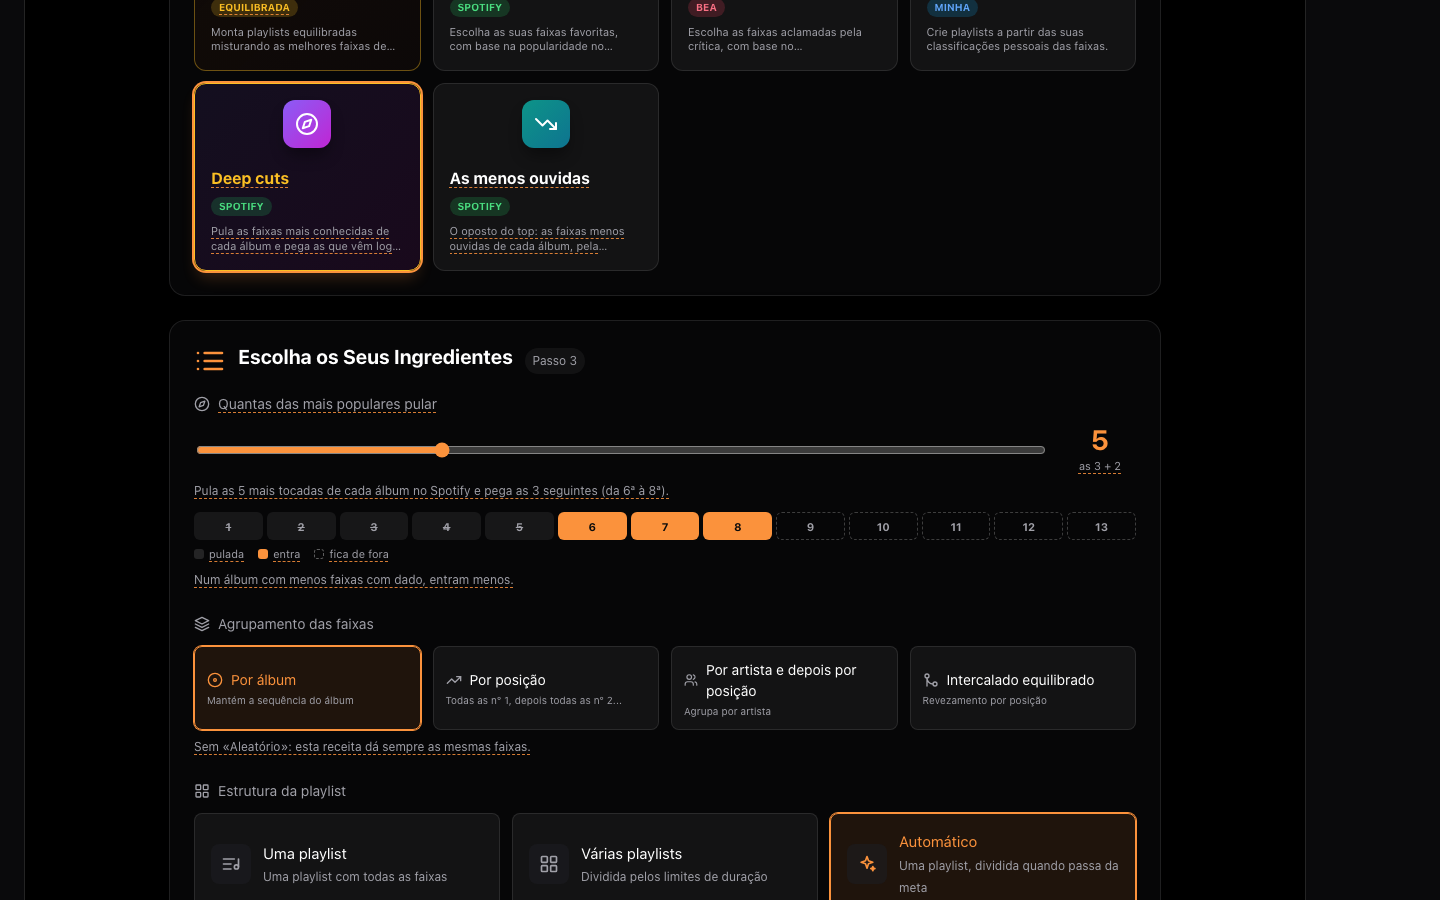 EQUILIBRADA
Monta playlists equilibradas
misturando as melhores faixas de...
SPOTIFY
Escolha as suas faixas favoritas,
com base na popularidade no...
BEA
Escolha as faixas aclamadas pela
crítica, com base no...
MINHA
Crie playlists a partir das suas
classificações pessoais das faixas.
Deep cuts
SPOTIFY
Pula as faixas mais conhecidas de
cada álbum e pega as que vêm log...
As menos ouvidas
SPOTIFY
O oposto do top: as faixas menos
ouvidas de cada álbum, pela...
Escolha os Seus Ingredientes
Passo 3
Quantas das mais populares pular
5
as 3 + 2
Pula as 5 mais tocadas de cada álbum no Spotify e pega as 3 seguintes (da 6ª à 8ª).
1 2 3 4 5 6 7 8 9 10 11 12 13
pulada entra fica de fora
Num álbum com menos faixas com dado, entram menos.
Agrupamento das faixas
Por álbum
Mantém a sequência do álbum
Por posição
Todas as nº 1, depois todas as nº 2...
Por artista e depois por
posição
Agrupa por artista
Intercalado equilibrado
Revezamento por posição
Sem «Aleatório»: esta receita dá sempre as mesmas faixas.
Estrutura da playlist
Uma playlist
Uma playlist com todas as faixas
Várias playlists
Dividida pelos limites de duração
Automático
Uma playlist, dividida quando passa da
meta